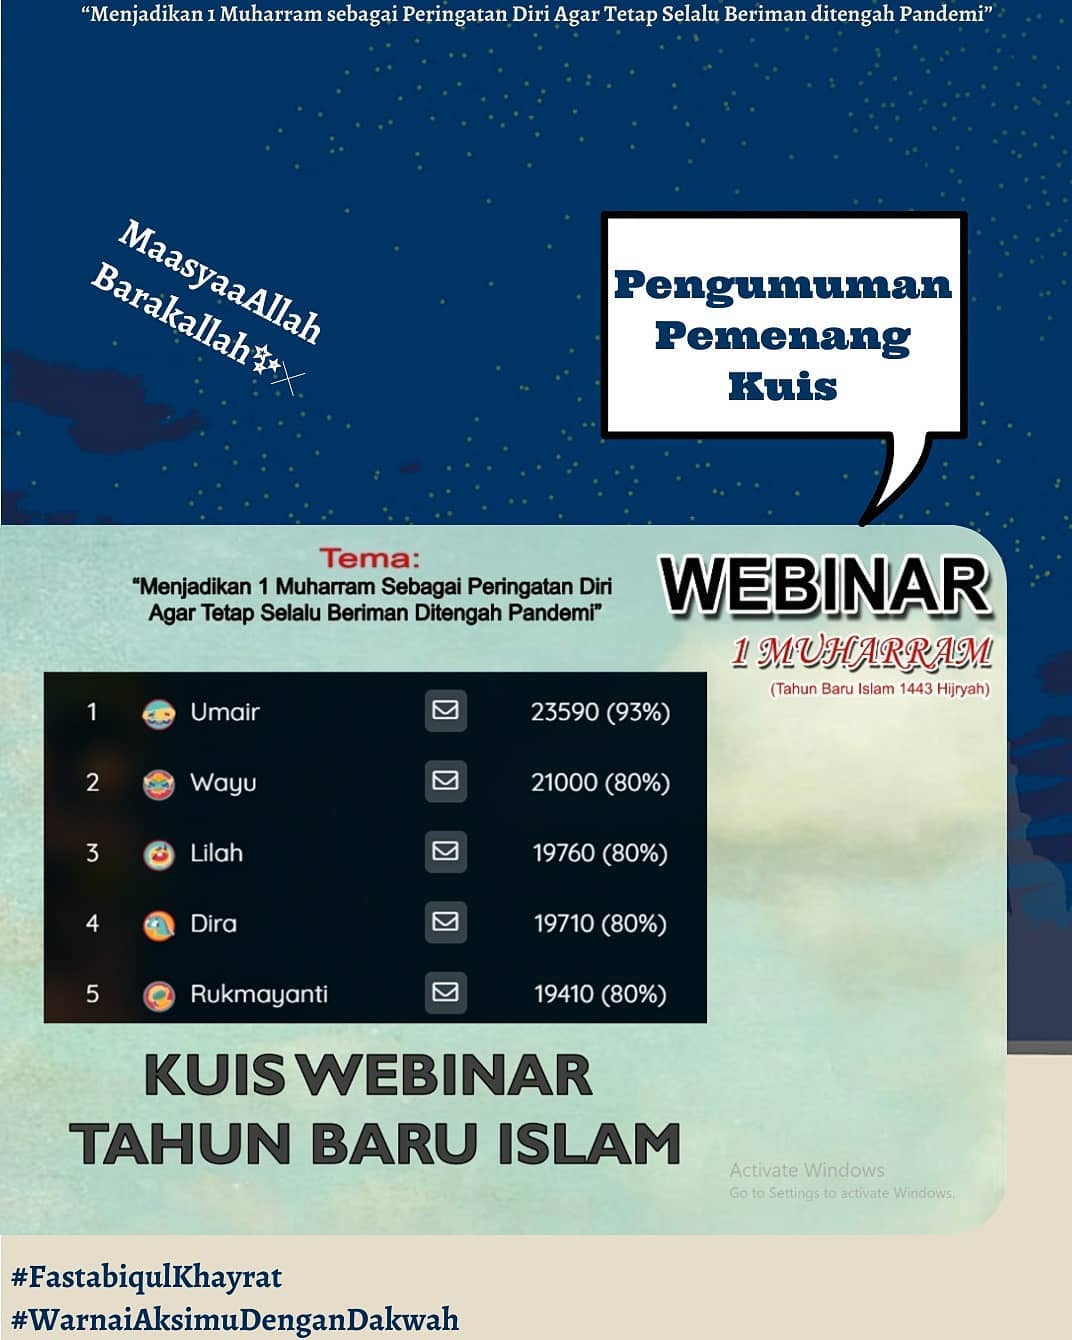 “Menjadikan 1 Muharram sebagai Peringatan Diri Agar Tetap Selalu Beriman ditengah Pandemi”
MaasyaaAllah
Barakallah
Pengumuman
Pemenang
Kuis
Tema:
“Menjadikan 1 Muharram Sebagai Peringatan Diri
Agar Tetap Selalu Beriman Ditengah Pandemi”
WEBINAR
1 MUHARRAM
(Tahun Baru Islam 1443 Hijryah)
1 Umair 23590 (93%)
2 Wayu 21000 (80%)
3 Lilah 19760 (80%)
4 Dira 19710 (80%)
5 Rukmayanti 19410 (80%)
KUIS WEBINAR
TAHUN BARU ISLAM
Activate Windows
Go to Settings to activate Windows.
#FastabiqulKhayrat
#WarnaiAksimuDenganDakwah